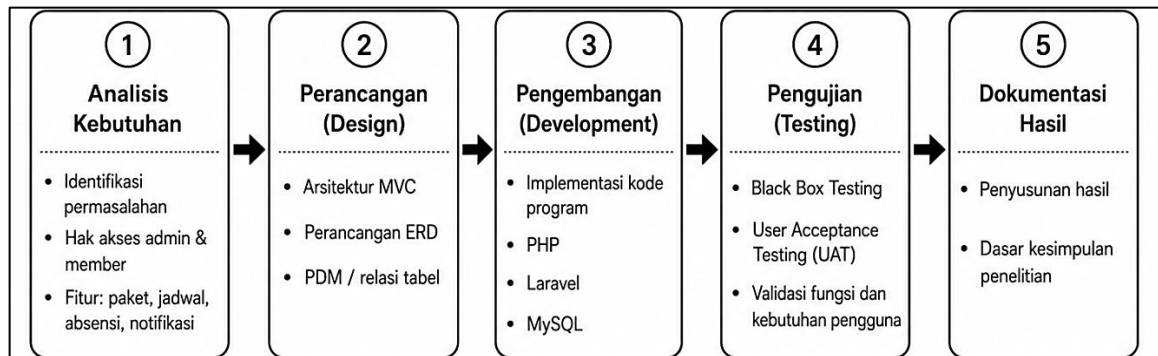 1
Analisis
Kebutuhan
• Identifikasi
permasalahan
• Hak akses admin &
member
• Fitur: paket, jadwal,
absensi, notifikasi
2
Perancangan
(Design)
• Arsitektur MVC
• Perancangan ERD
• PDM / relasi tabel
3
Pengembangan
(Development)
• Implementasi kode
program
• PHP
• Laravel
• MySQL
4
Pengujian
(Testing)
• Black Box Testing
• User Acceptance
Testing (UAT)
• Validasi fungsi dan
kebutuhan pengguna
5
Dokumentasi
Hasil
• Penyusunan hasil
• Dasar kesimpulan
penelitian